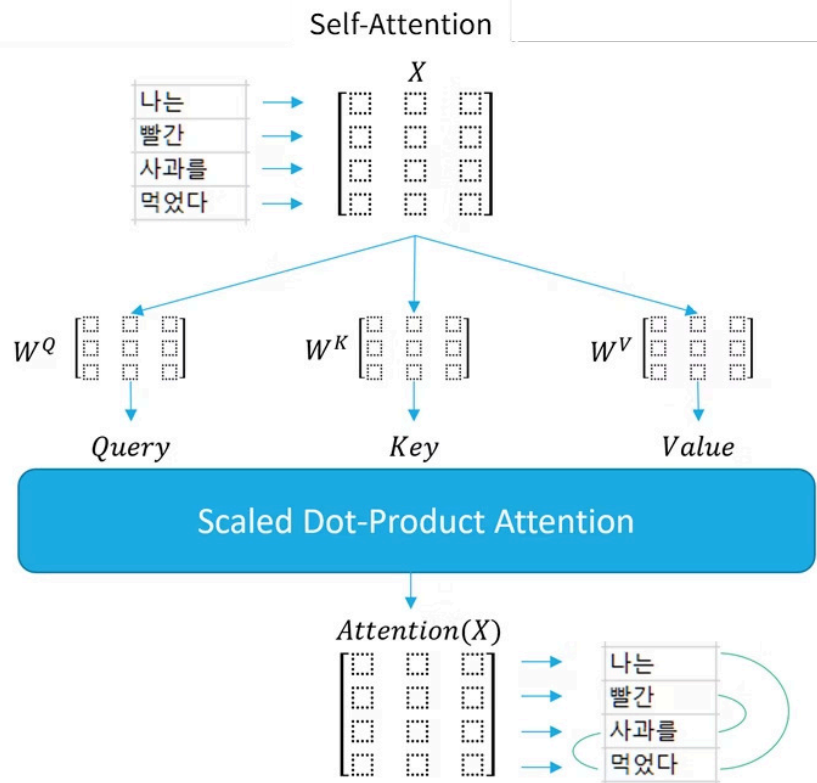 Self-Attention
X
나는
빨간
사과를
먹었다
W^Q
W^K
W^V
Query Key Value
Scaled Dot-Product Attention
Attention(X)
나는
빨간
사과를
먹었다